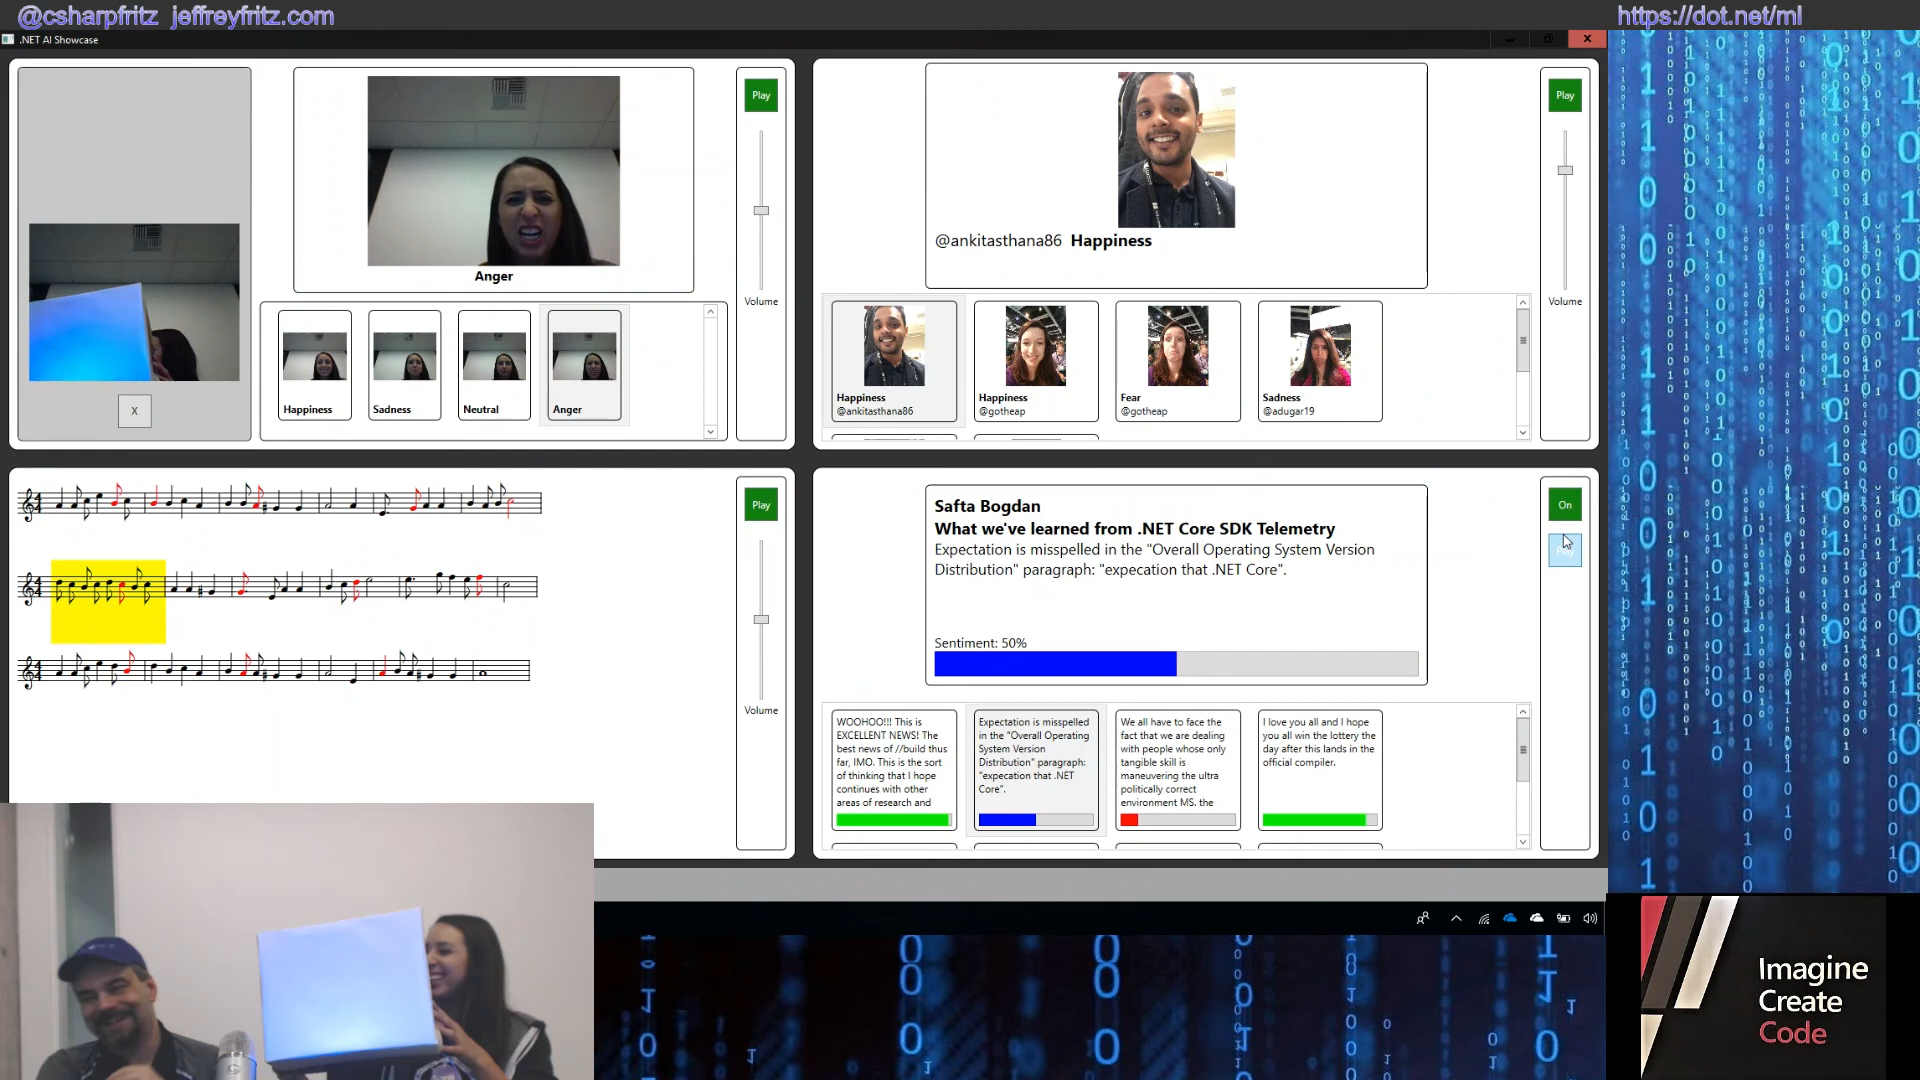 @csharpfritz jeffreyfritz.com
https://dot.net/ml
.NET AI Showcase
Anger
Play
Volume
X
Happiness
Sadness
Neutral
Anger
@ankitasthana86 Happiness
Play
Volume
Happiness
@ankitasthana86
Happiness
@gotheap
Fear
@gotheap
Sadness
@adugar19
Play
Volume
Safta Bogdan
What we've learned from .NET Core SDK Telemetry
Expectation is misspelled in the "Overall Operating System Version
Distribution" paragraph: "expecation that .NET Core".
Sentiment: 50%
On
WOOHOO!!! This is
EXCELLENT NEWS! The
best news of //build thus
far, IMO. This is the sort
of thinking that I hope
continues with other
areas of research and
Expectation is misspelled
in the "Overall Operating
System Version
Distribution" paragraph:
"expecation that .NET
Core".
We all have to face the
fact that we are dealing
with people whose only
tangible skill is
maneuvering the ultra
politically correct
environment MS. the
I love you all and I hope
you all win the lottery the
day after this lands in the
official compiler.
Imagine
Create
Code